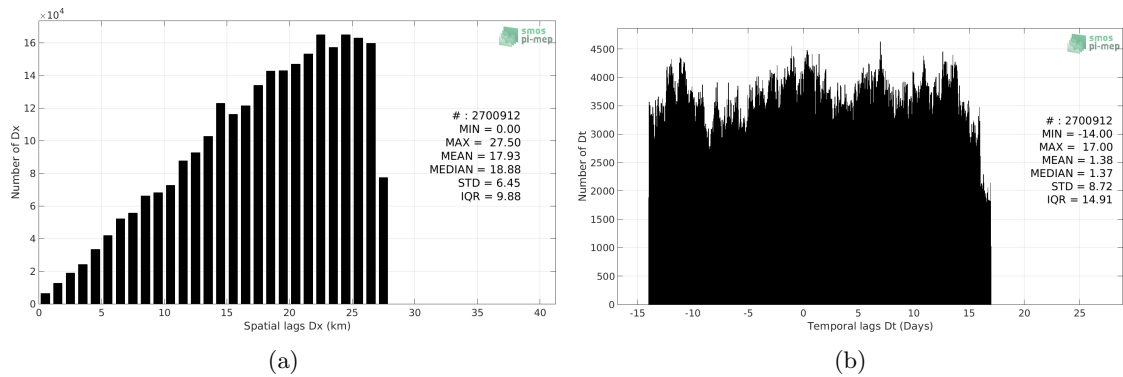 ×10⁴
16
14
12
10
8
6
4
2
0
Number of Dx
0 5 10 15 20 25 30 35 40
Spatial lags Dx (km)
smos
pi-mep
# : 2700912
MIN = 0.00
MAX = 27.50
MEAN = 17.93
MEDIAN = 18.88
STD = 6.45
IQR = 9.88
(a)
4500
4000
3500
3000
2500
2000
1500
1000
500
0
Number of Dt
-15 -10 -5 0 5 10 15 20 25
Temporal lags Dt (Days)
smos
pi-mep
# : 2700912
MIN = -14.00
MAX = 17.00
MEAN = 1.38
MEDIAN = 1.37
STD = 8.72
IQR = 14.91
(b)